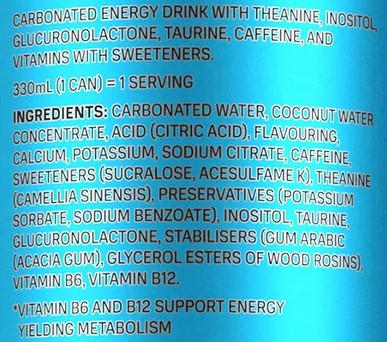 CARBONATED ENERGY DRINK WITH THEANINE, INOSITOL,
GLUCURONOLACTONE, TAURINE, CAFFEINE, AND
VITAMINS WITH SWEETENERS.
330mL (1 CAN) = 1 SERVING
INGREDIENTS: CARBONATED WATER, COCONUT WATER
CONCENTRATE, ACID (CITRIC ACID), FLAVOURING,
CALCIUM, POTASSIUM, SODIUM CITRATE, CAFFEINE,
SWEETENERS (SUCRALOSE, ACESULFAME K), THEANINE
(CAMELLIA SINENSIS), PRESERVATIVES (POTASSIUM
SORBATE, SODIUM BENZOATE), INOSITOL, TAURINE,
GLUCURONOLACTONE, STABILISERS (GUM ARABIC
(ACACIA GUM), GLYCEROL ESTERS OF WOOD ROSINS),
VITAMIN B6, VITAMIN B12.
*VITAMIN B6 AND B12 SUPPORT ENERGY
YIELDING METABOLISM